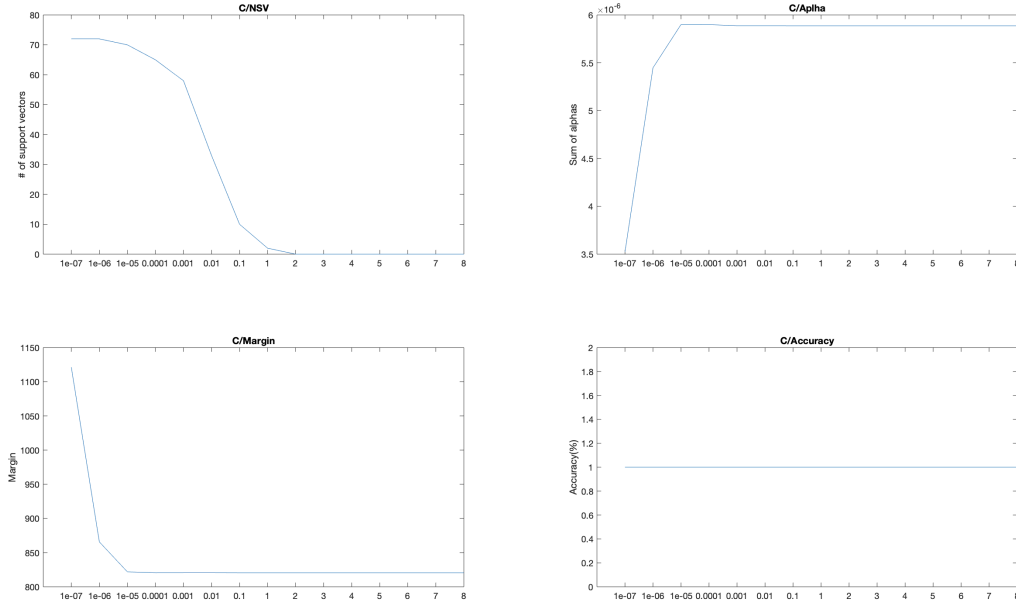 C/NSV
80
70
60
50
40
30
20
10
0
# of support vectors
1e-07 1e-06 1e-05 0.0001 0.001 0.01 0.1 1 2 3 4 5 6 7 8
C/Aplha
×10^-6
6
5.5
5
4.5
4
3.5
Sum of alphas
1e-07 1e-06 1e-05 0.0001 0.001 0.01 0.1 1 2 3 4 5 6 7 8
C/Margin
1150
1100
1050
1000
950
900
850
800
Margin
1e-07 1e-06 1e-05 0.0001 0.001 0.01 0.1 1 2 3 4 5 6 7 8
C/Accuracy
2
1.8
1.6
1.4
1.2
1
0.8
0.6
0.4
0.2
0
Accuracy(%)
1e-07 1e-06 1e-05 0.0001 0.001 0.01 0.1 1 2 3 4 5 6 7 8